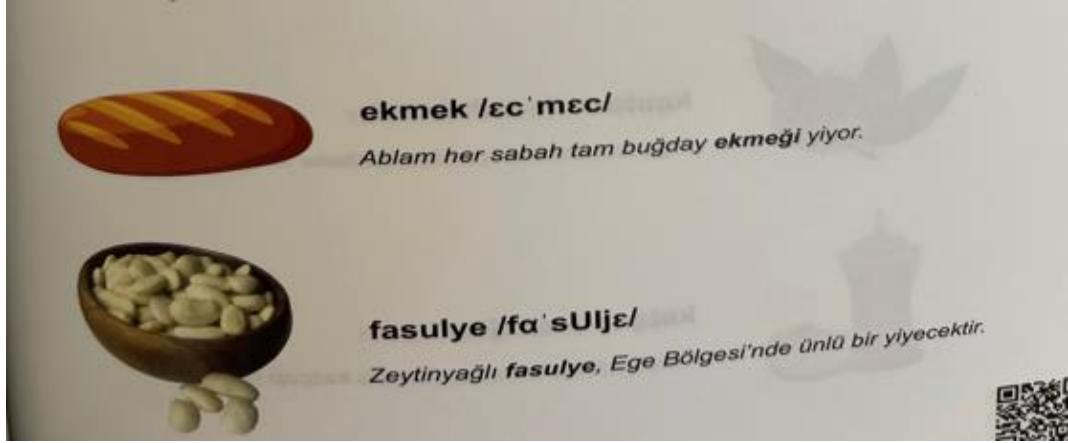 ekmek /ɛcˈmɛc/
Ablam her sabah tam buğday ekmeği yiyor.
fasulye /fɑˈsUljɛ/
Zeytinyağlı fasulye, Ege Bölgesi'nde ünlü bir yiyecektir.